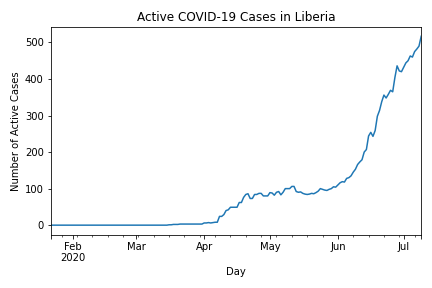 Active COVID-19 Cases in Liberia
Number of Active Cases
500
400
300
200
100
0
Feb Mar Apr May Jun Jul
2020
Day